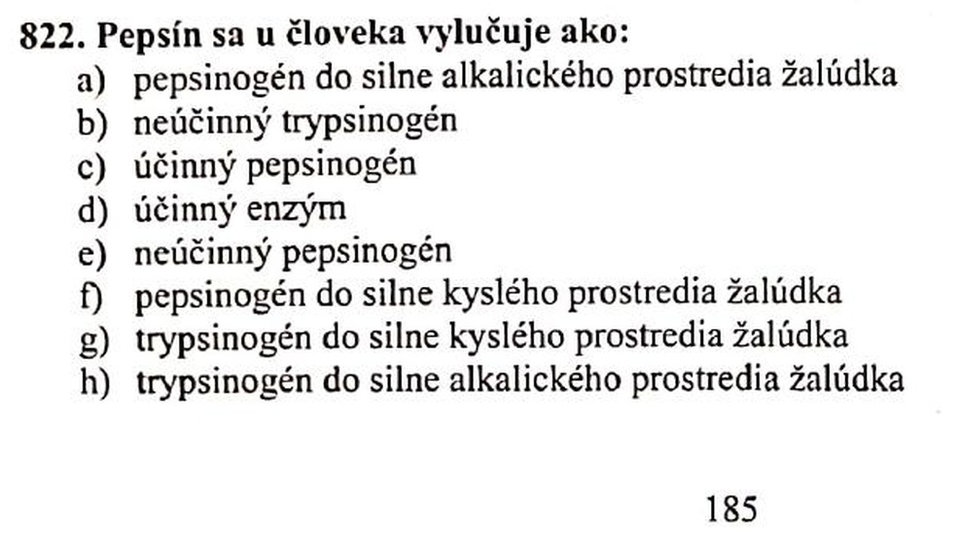 822. Pepsín sa u človeka vylučuje ako:
a) pepsinogén do silne alkalického prostredia žalúdka
b) neúčinný trypsinogén
c) účinný pepsinogén
d) účinný enzým
e) neúčinný pepsinogén
f) pepsinogén do silne kyslého prostredia žalúdka
g) trypsinogén do silne kyslého prostredia žalúdka
h) trypsinogén do silne alkalického prostredia žalúdka
185